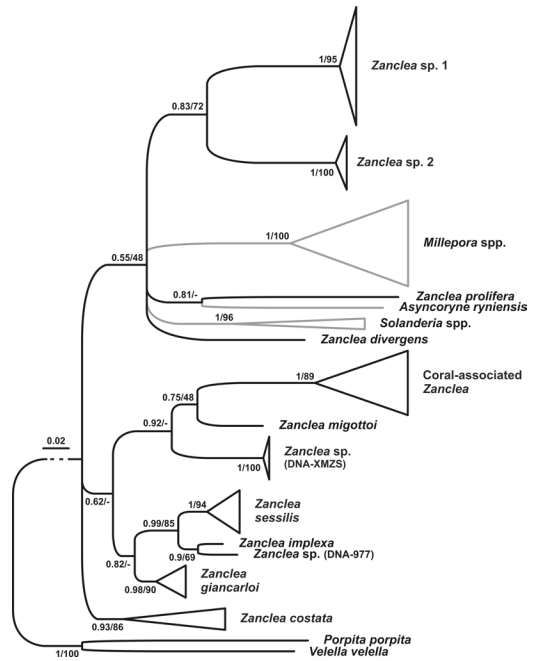 1/95
Zanclea sp. 1
0.83/72
Zanclea sp. 2
1/100
1/100
Millepora spp.
0.55/48
0.81/-
Zanclea prolifera
Asyncoryne ryniensis
1/96
Solanderia spp.
Zanclea divergens
1/89
Coral-associated
Zanclea
0.75/48
0.92/-
Zanclea migottoi
0.02
Zanclea sp.
(DNA-XMZS)
1/100
0.62/-
1/94
Zanclea
sessilis
0.99/85
Zanclea implexa
0.9/69
Zanclea sp. (DNA-977)
0.82/-
0.98/90
Zanclea
giancarloi
0.93/86
Zanclea costata
Porpita porpita
1/100
Velella velella